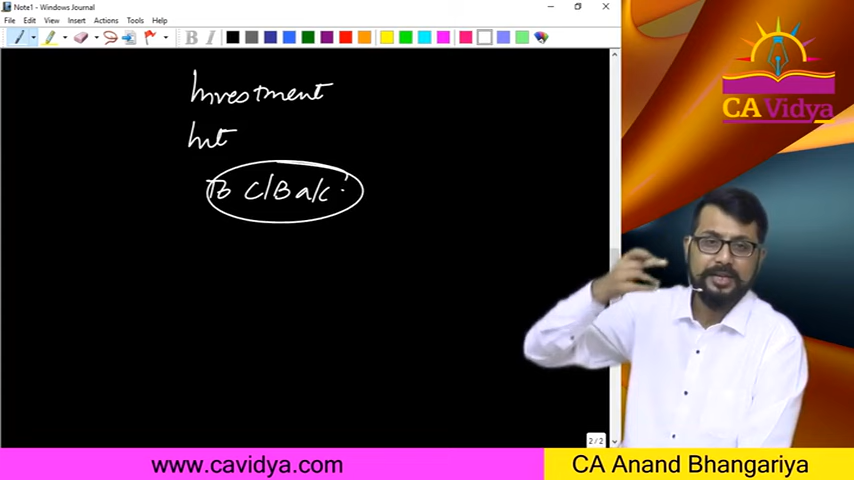 Note1 - Windows Journal
File Edit View Insert Actions Tools Help
B I
Investment
Int
To C/B a/c.
2 / 2
CA Vidya
www.cavidya.com
CA Anand Bhangariya